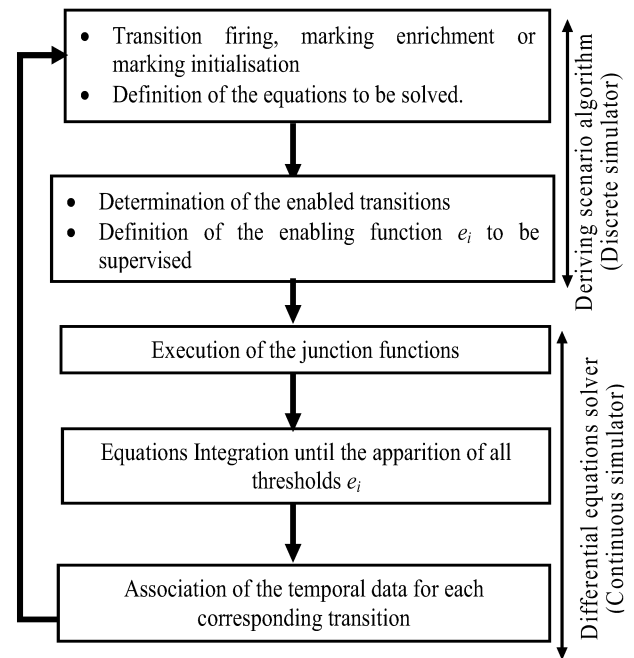 • Transition firing, marking enrichment or
marking initialisation
• Definition of the equations to be solved.
• Determination of the enabled transitions
• Definition of the enabling function ei to be
supervised
Execution of the junction functions
Equations Integration until the apparition of all
thresholds ei
Association of the temporal data for each
corresponding transition
Deriving scenario algorithm
(Discrete simulator)
Differential equations solver
(Continuous simulator)